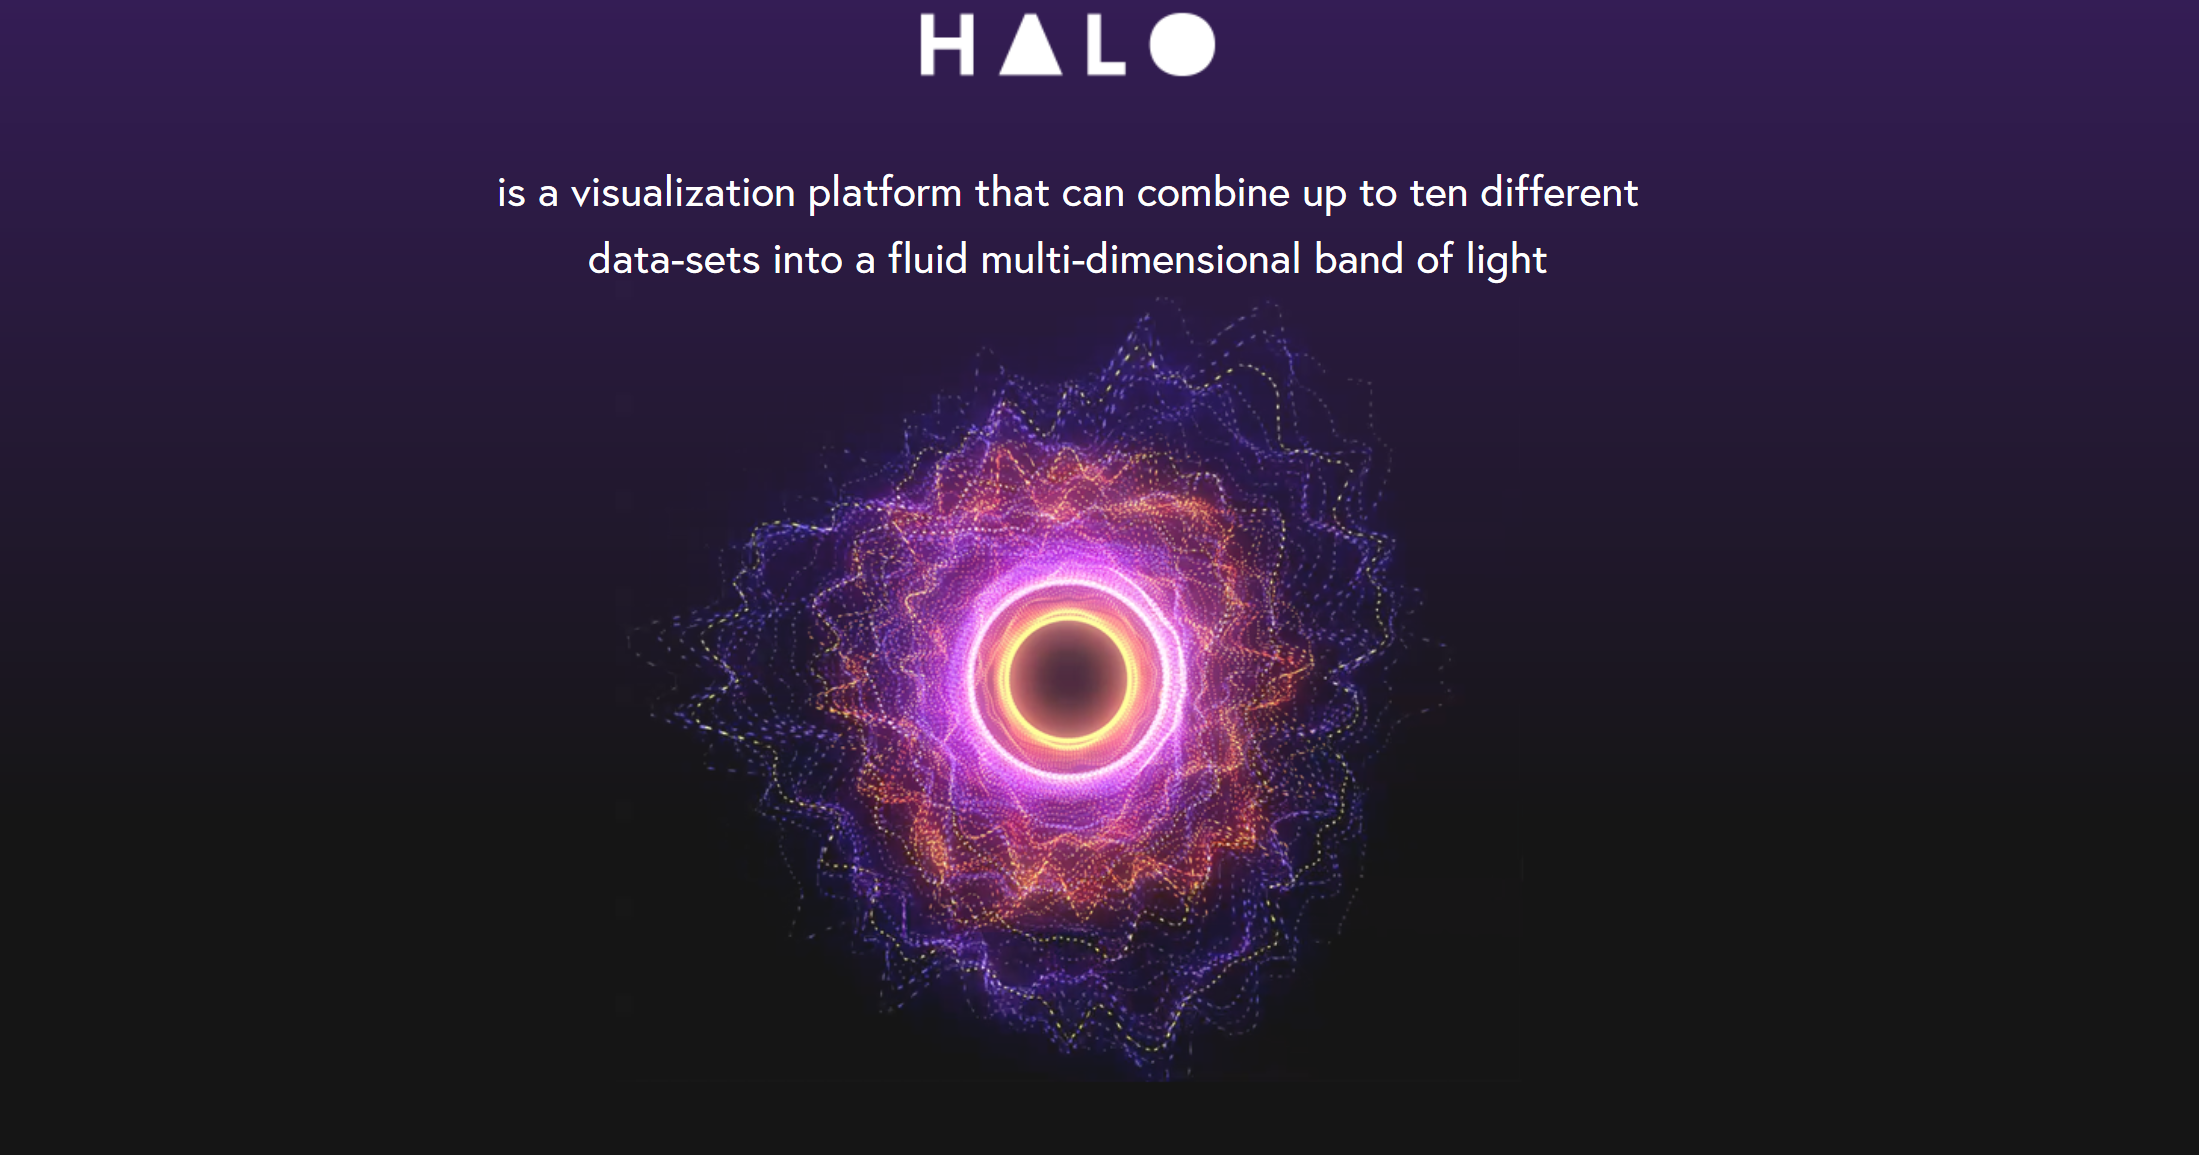 HALO
is a visualization platform that can combine up to ten different
data-sets into a fluid multi-dimensional band of light